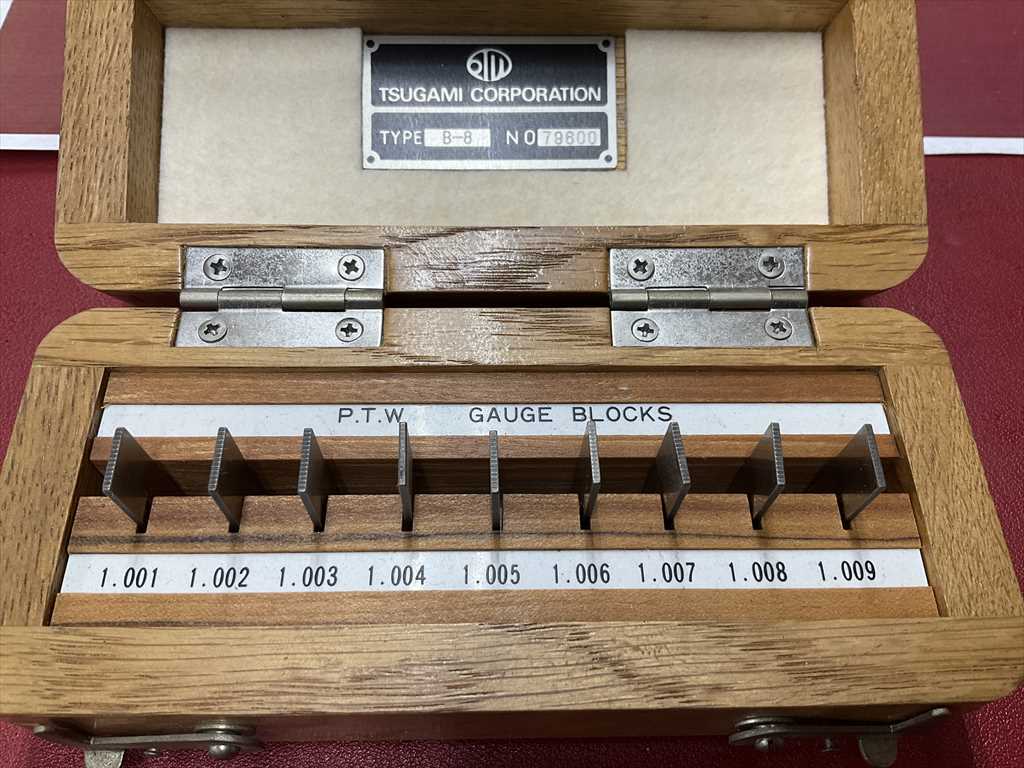 PTW
TSUGAMI CORPORATION
TYPE B-8 NO 79600
P.T.W GAUGE BLOCKS
1.001 1.002 1.003 1.004 1.005 1.006 1.007 1.008 1.009